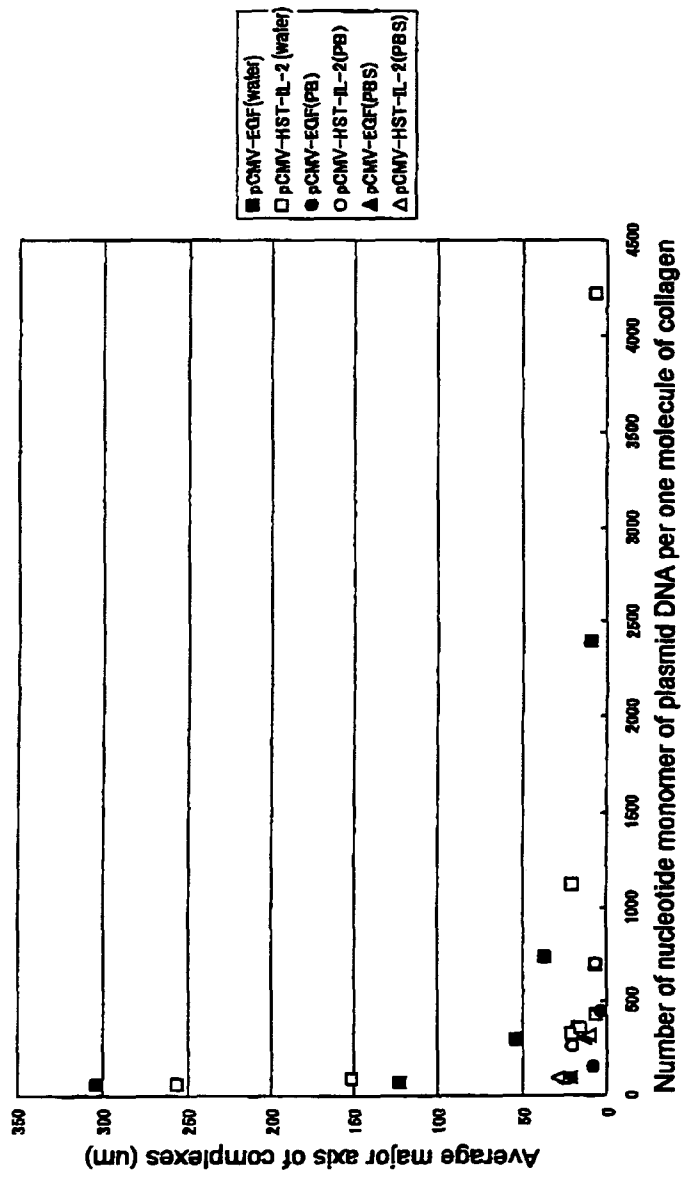 Average major axis of complexes (um)
350
300
250
200
150
100
50
0
0
500
1000
1500
2000
2500
3000
3500
4000
4500
Number of nucleotide monomer of plasmid DNA per one molecule of collagen
pCMV-EGF(water)
pCMV-HST-IL-2 (water)
pCMV-EGF(PB)
pCMV-HST-IL-2(PB)
pCMV-EGF(PBS)
pCMV-HST-IL-2(PBS)